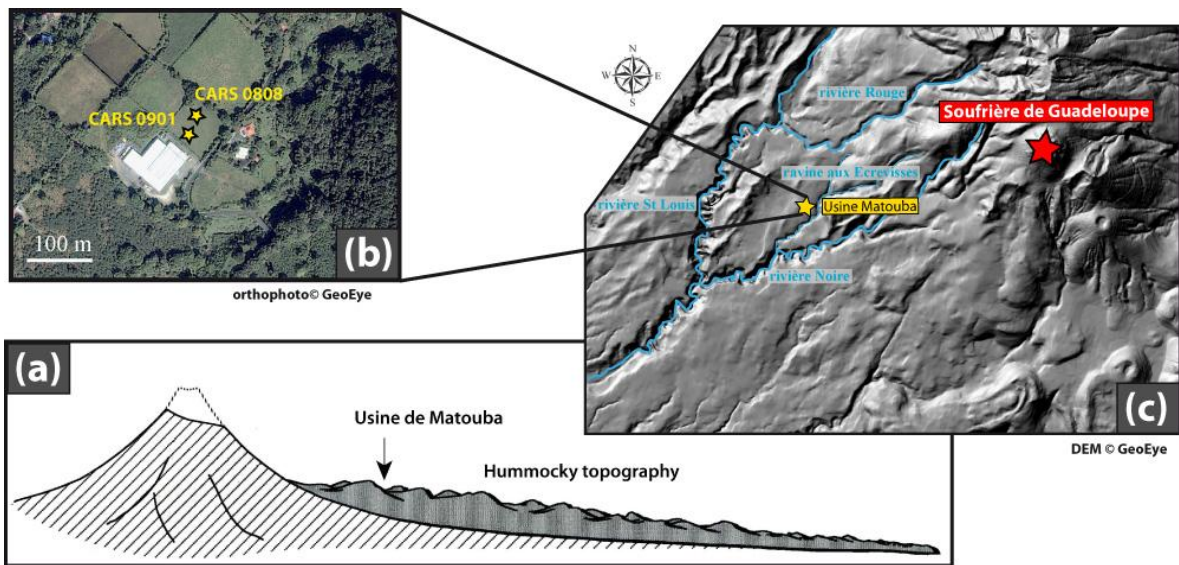 CARS 0808
CARS 0901
100 m
(b)
orthophoto© GeoEye
N
W E
S
rivière Rouge
Soufrière de Guadeloupe
ravine aux Ecrevisses
rivière St Louis
Usine Matouba
rivière Noire
(c)
DEM © GeoEye
(a)
Usine de Matouba
Hummocky topography